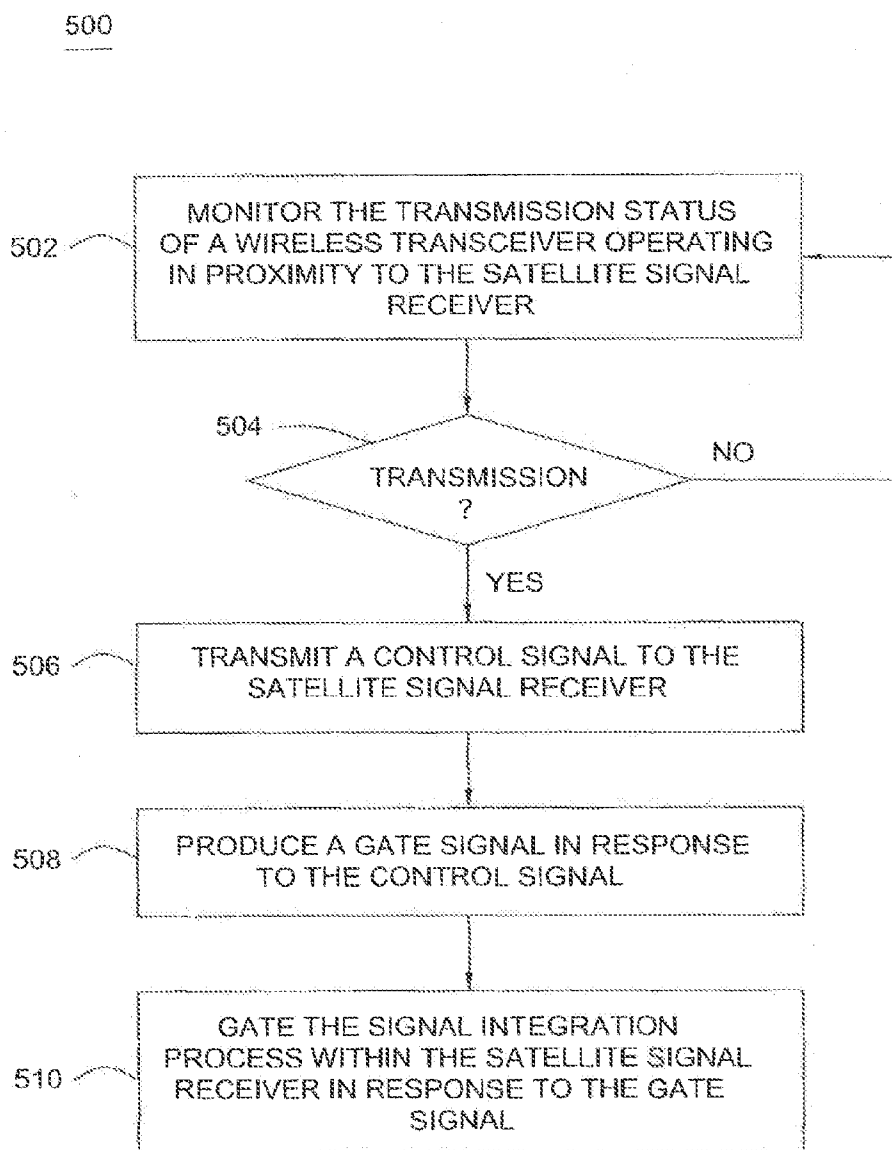 500
502
MONITOR THE TRANSMISSION STATUS
OF A WIRELESS TRANSCEIVER OPERATING
IN PROXIMITY TO THE SATELLITE SIGNAL
RECEIVER
504
TRANSMISSION
?
NO
YES
506
TRANSMIT A CONTROL SIGNAL TO THE
SATELLITE SIGNAL RECEIVER
508
PRODUCE A GATE SIGNAL IN RESPONSE
TO THE CONTROL SIGNAL
510
GATE THE SIGNAL INTEGRATION
PROCESS WITHIN THE SATELLITE SIGNAL
RECEIVER IN RESPONSE TO THE GATE
SIGNAL